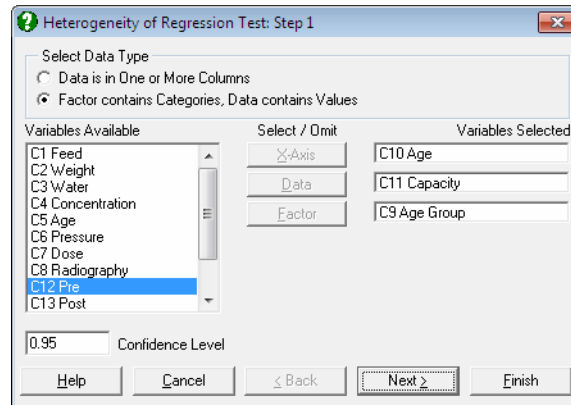 Heterogeneity of Regression Test: Step 1
Select Data Type
Data is in One or More Columns
Factor contains Categories, Data contains Values
Variables Available
Select / Omit
Variables Selected
C1 Feed
C2 Weight
C3 Water
C4 Concentration
C5 Age
C6 Pressure
C7 Dose
C8 Radiography
C12 Pre
C13 Post
X-Axis
C10 Age
Data
C11 Capacity
Factor
C9 Age Group
0.95 Confidence Level
Help
Cancel
< Back
Next >
Finish